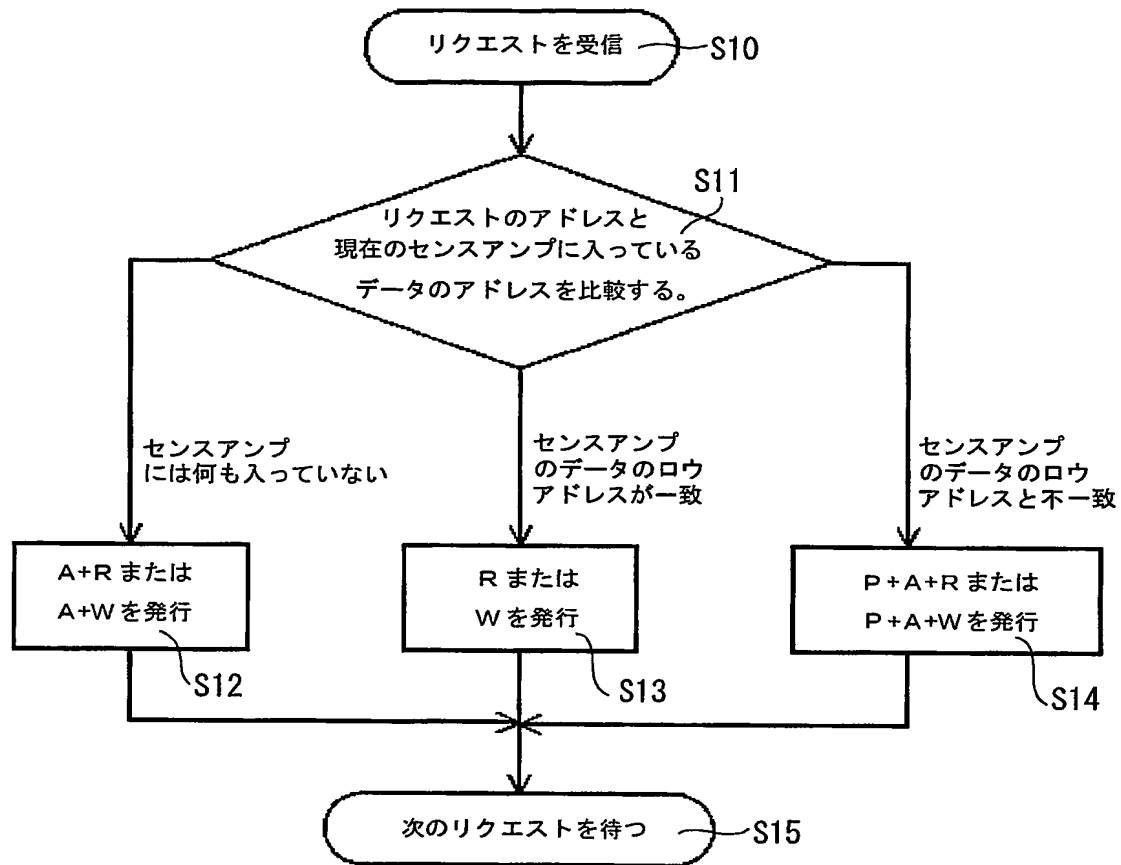 リクエストを受信
S10
S11
リクエストのアドレスと
現在のセンスアンプに入っている
データのアドレスを比較する。
センスアンプ
には何も入っていない
センスアンプ
のデータのロウ
アドレスが一致
センスアンプ
のデータのロウ
アドレスと不一致
A+R または
A+W を発行
S12
R または
W を発行
S13
P+A+R または
P+A+W を発行
S14
次のリクエストを待つ
S15